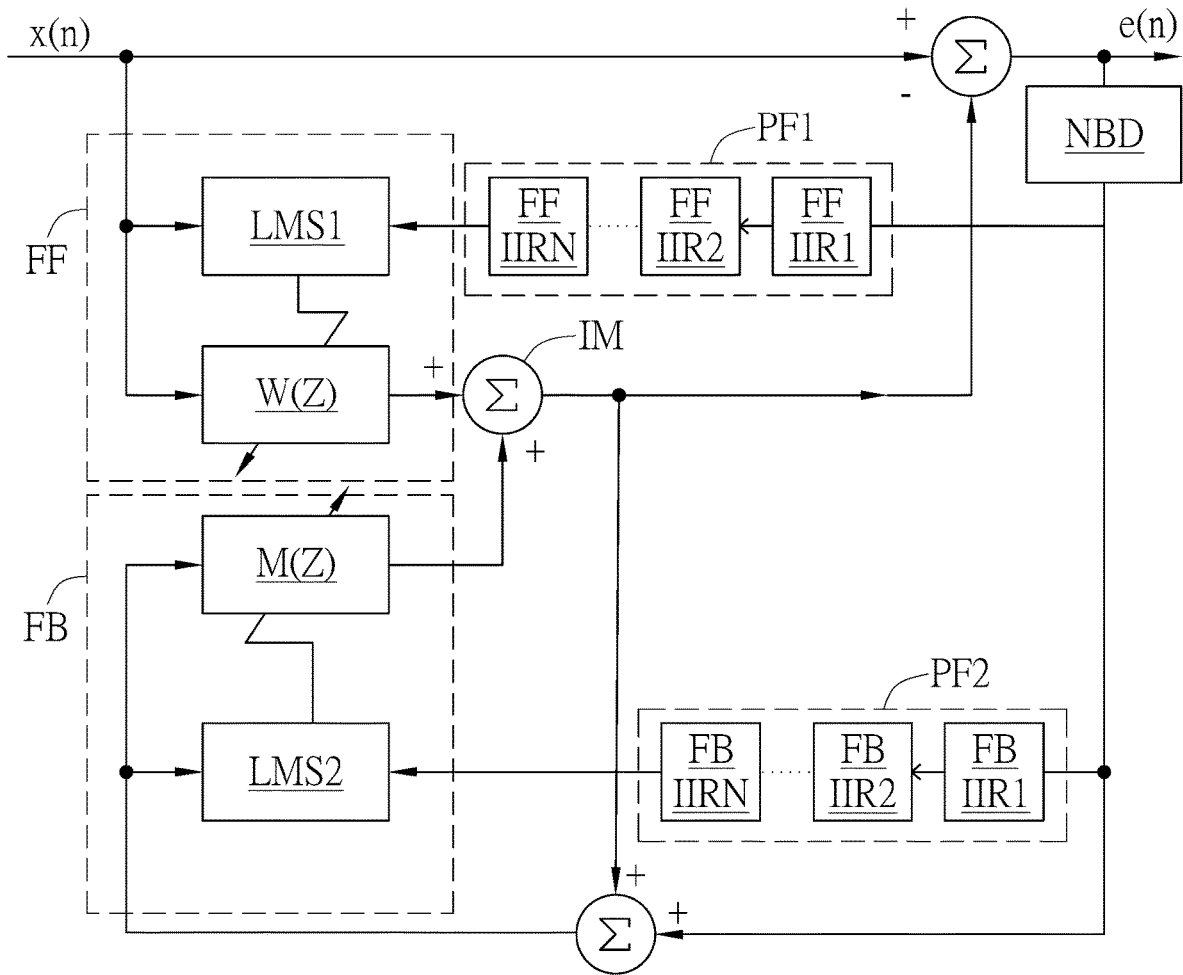 x(n)
+
Σ
e(n)
-
NBD
PF1
FF
LMS1
FF
IIRN
FF
IIR2
FF
IIR1
IM
W(Z)
+
Σ
+
M(Z)
FB
PF2
LMS2
FB
IIRN
FB
IIR2
FB
IIR1
+
Σ
+